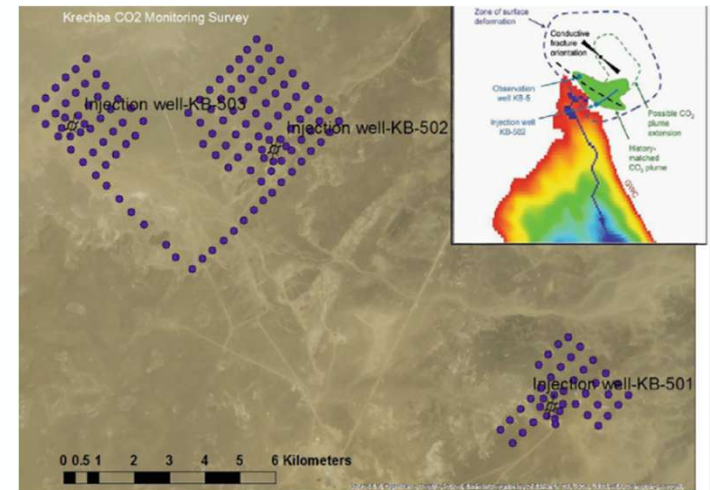 Krechba CO2 Monitoring Survey
Injection well-KB-503
Injection well-KB-502
Injection well-KB-501
0 0.5 1 2 3 4 5 6 Kilometers
Zone of surface
deformation
Conductive
fracture
orientation
Observation
well KB-5
Injection well
KB-502
Possible CO₂
plume
extension
History-
matched
CO₂ plume
GWC